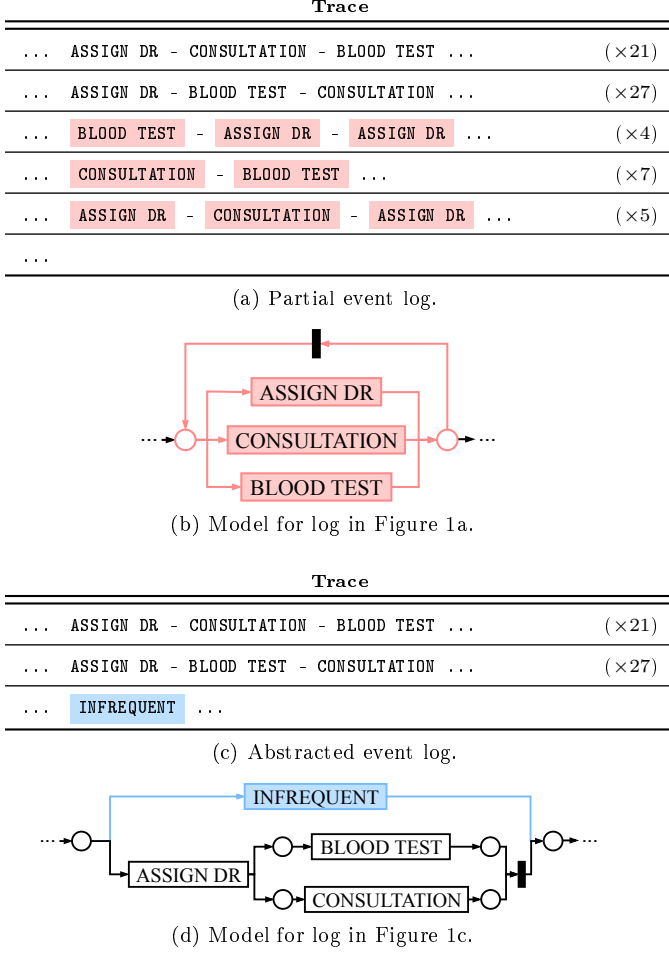 Trace
... ASSIGN DR - CONSULTATION - BLOOD TEST ... (×21)
... ASSIGN DR - BLOOD TEST - CONSULTATION ... (×27)
... BLOOD TEST - ASSIGN DR - ASSIGN DR ... (×4)
... CONSULTATION - BLOOD TEST ... (×7)
... ASSIGN DR - CONSULTATION - ASSIGN DR ... (×5)
...
(a) Partial event log.
ASSIGN DR
... CONSULTATION ...
BLOOD TEST
(b) Model for log in Figure 1a.
Trace
... ASSIGN DR - CONSULTATION - BLOOD TEST ... (×21)
... ASSIGN DR - BLOOD TEST - CONSULTATION ... (×27)
... INFREQUENT ...
(c) Abstracted event log.
INFREQUENT
... ...
BLOOD TEST
ASSIGN DR
CONSULTATION
(d) Model for log in Figure 1c.